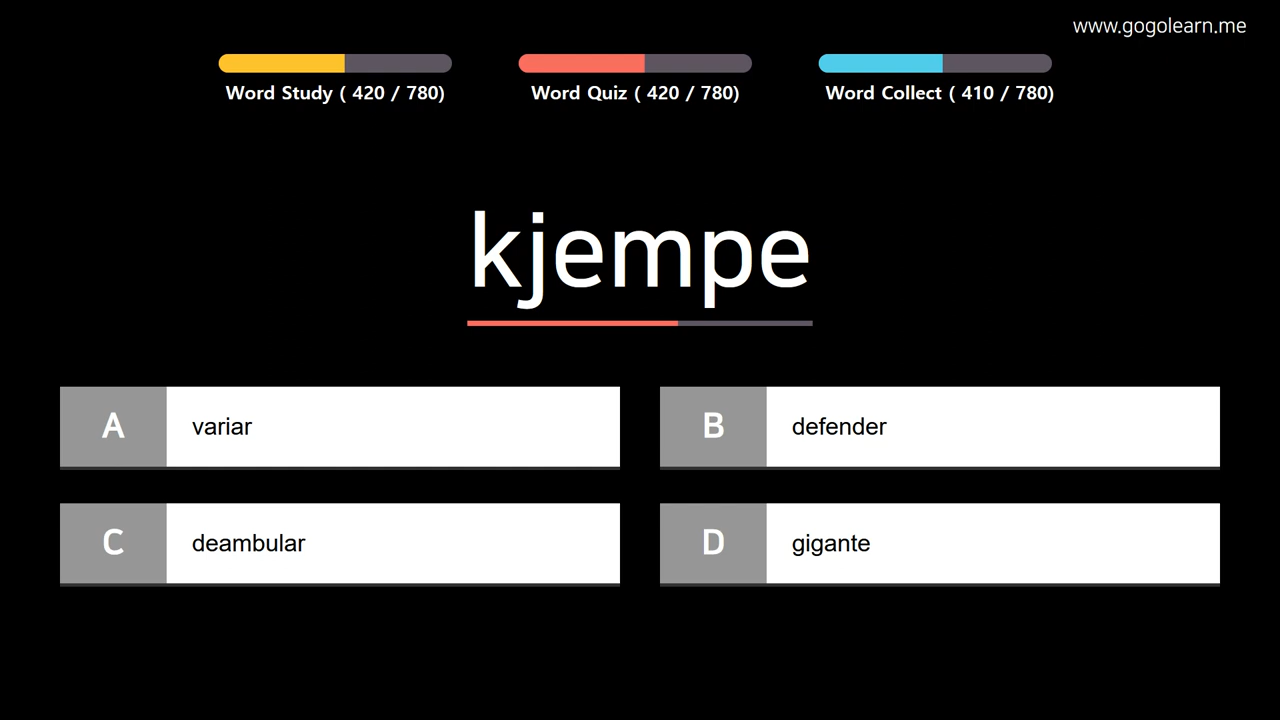 www.gogolearn.me
Word Study ( 420 / 780)
Word Quiz ( 420 / 780)
Word Collect ( 410 / 780)
kjempe
A variar
B defender
C deambular
D gigante